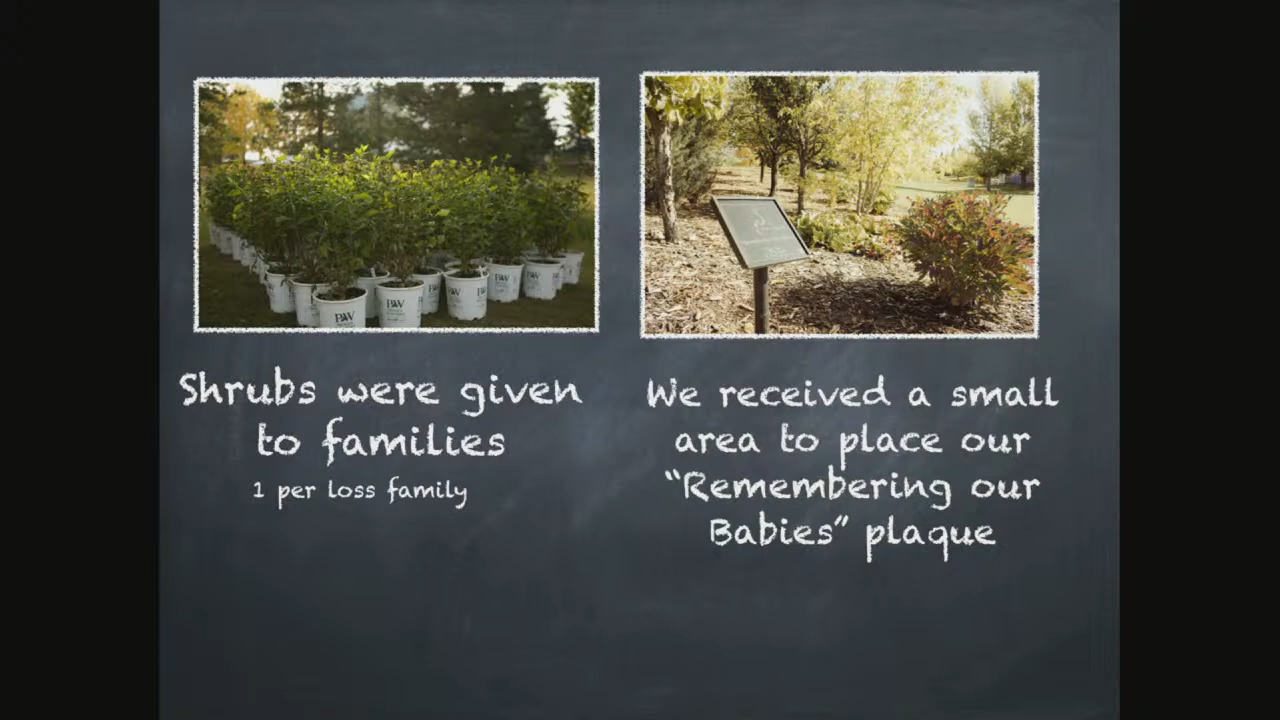 Shrubs were given
to families
1 per loss family
We received a small
area to place our
“Remembering our
Babies” plaque